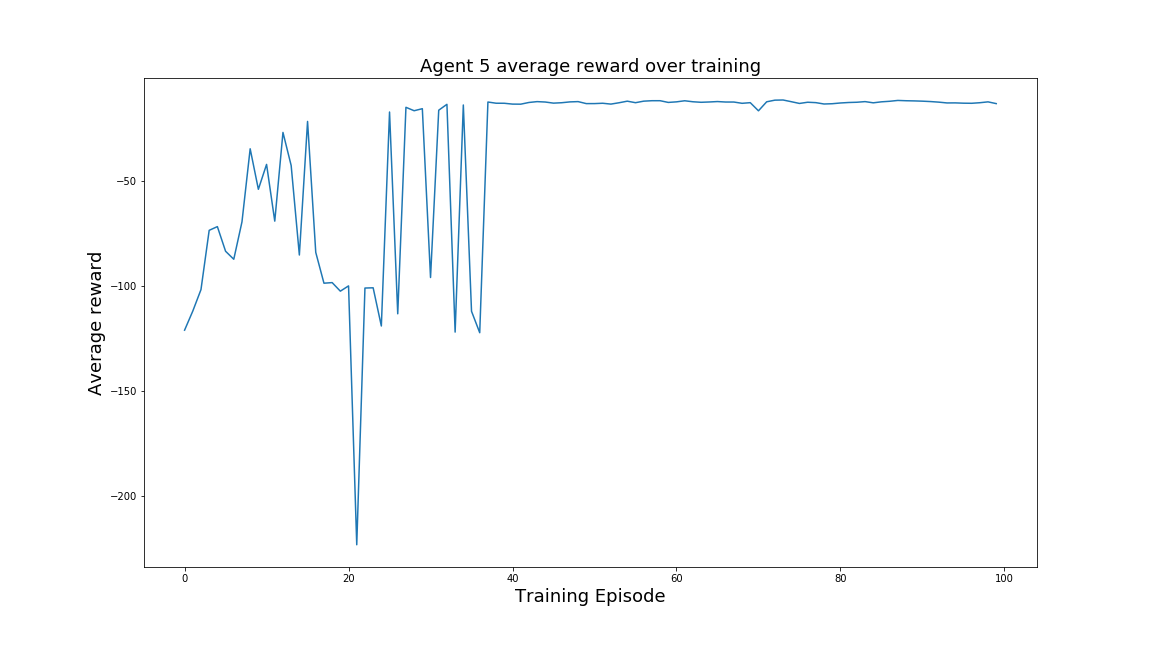 Agent 5 average reward over training
−50
−100
−150
−200
Average reward
0 20 40 60 80 100
Training Episode